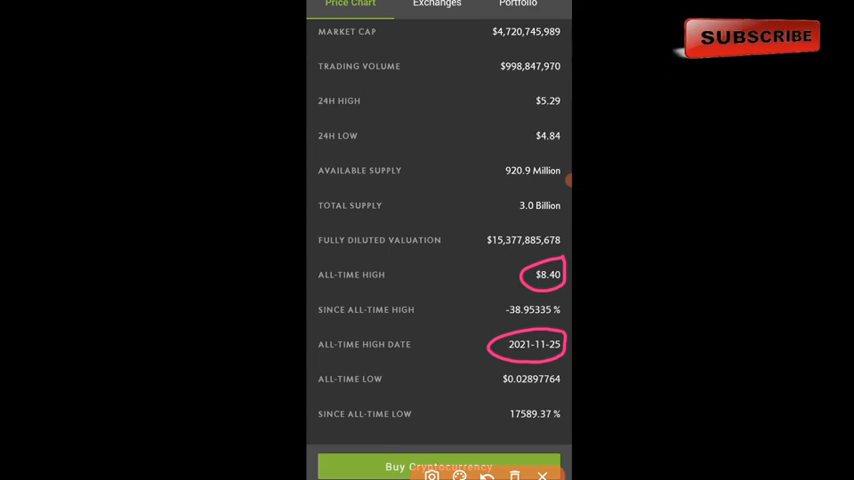 Price Chart Exchanges Portfolio
SUBSCRIBE
MARKET CAP $4,720,745,989
TRADING VOLUME $998,847,970
24H HIGH $5.29
24H LOW $4.84
AVAILABLE SUPPLY 920.9 Million
TOTAL SUPPLY 3.0 Billion
FULLY DILUTED VALUATION $15,377,885,678
ALL-TIME HIGH $8.40
SINCE ALL-TIME HIGH -38.95335 %
ALL-TIME HIGH DATE 2021-11-25
ALL-TIME LOW $0.02897764
SINCE ALL-TIME LOW 17589.37 %
Buy Cryptocurrency